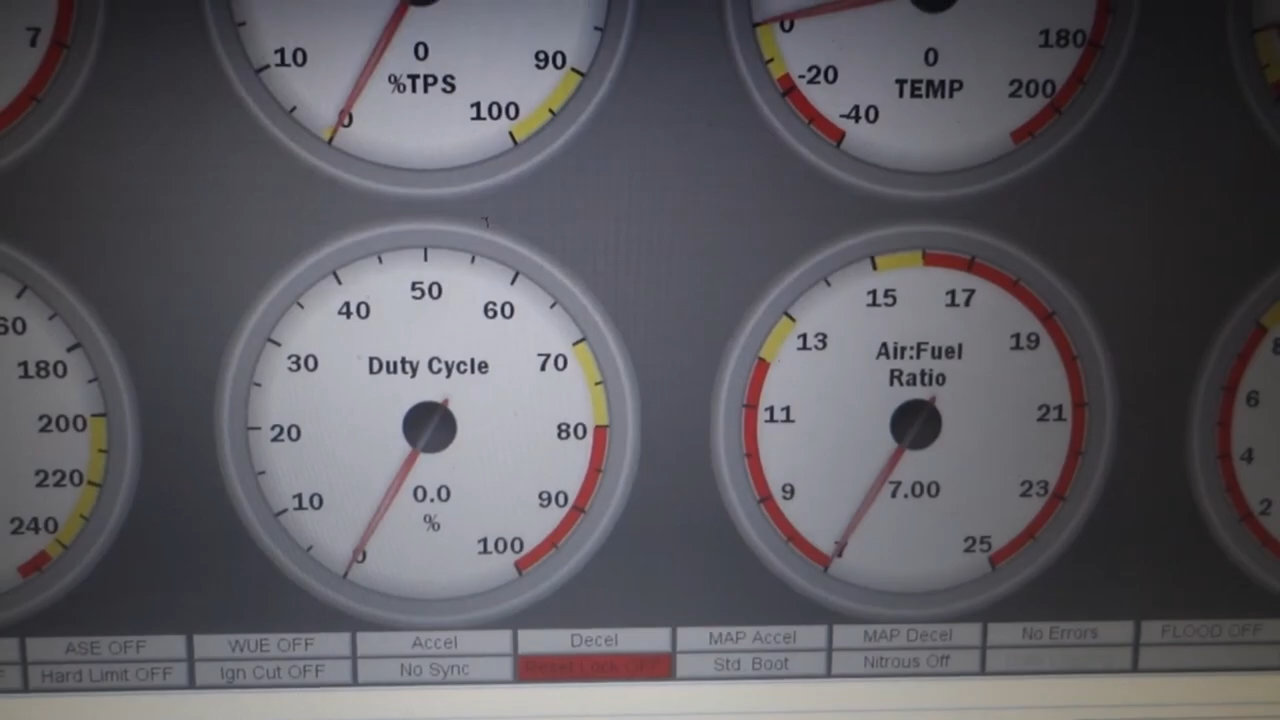 7
10
0
%TPS
0
90
100
0
-20
-40
0
TEMP
180
200
60
180
200
220
240
0
10
20
30
40
50
60
70
80
90
100
Duty Cycle
0.0
%
7
9
11
13
15
17
19
21
23
25
Air:Fuel
Ratio
7.00
6
4
2
ASE OFF
WUE OFF
Accel
Decel
MAP Accel
MAP Decel
No Errors
FLOOD OFF
Hard Limit OFF
Ign Cut OFF
No Sync
Reset Lock OFF
Std. Boot
Nitrous Off